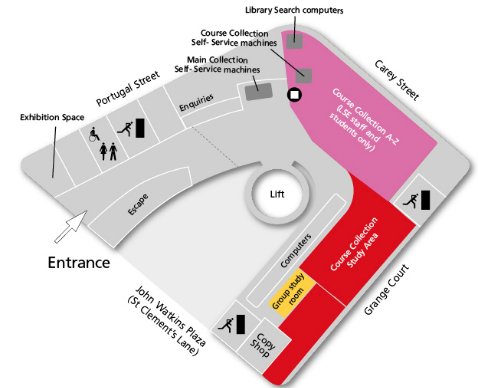 Library Search computers
Course Collection
Self- Service machines
Main Collection
Self-Service machines
Portugal Street
Carey Street
Exhibition Space
Enquiries
Course Collection A-Z
(LSE staff and
students only)
Escape
Lift
Entrance
Computers
Course Collection
Study Area
Group study
room
Grange Court
John Watkins Plaza
(St Clement's Lane)
Copy
Shop